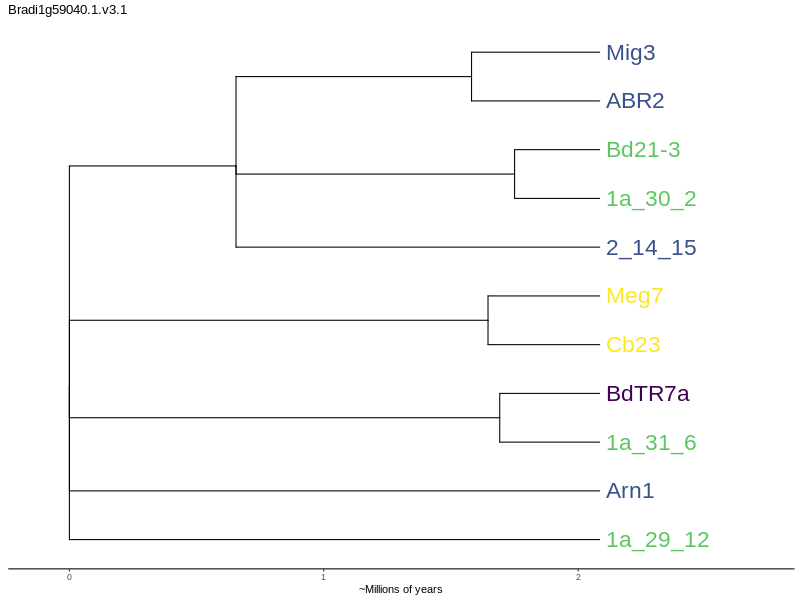 Bradi1g59040.1.v3.1
Mig3
ABR2
Bd21-3
1a_30_2
2_14_15
Meg7
Cb23
BdTR7a
1a_31_6
Arn1
1a_29_12
0 1 2
~Millions of years